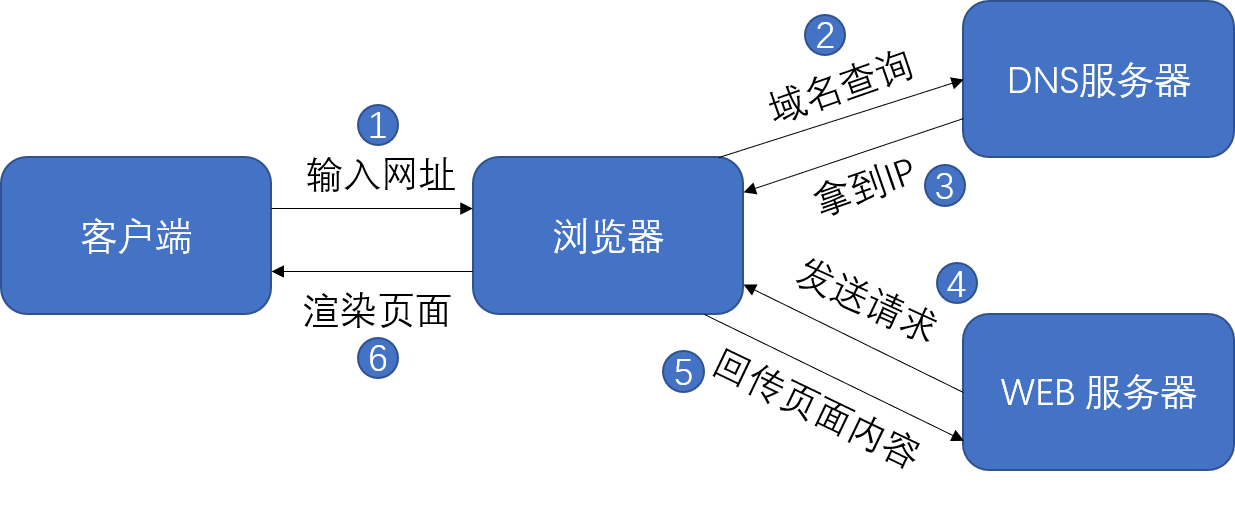 客户端
1
输入网址
渲染页面
6
浏览器
2
域名查询
拿到IP
3
DNS服务器
发送请求
4
5
回传页面内容
WEB 服务器